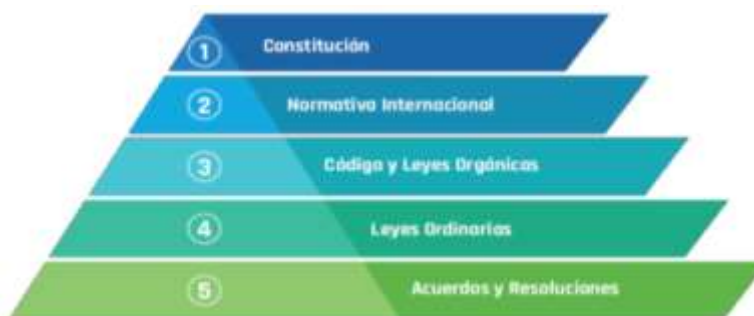 1 Constitución
2 Normativa Internacional
3 Código y Leyes Orgánicas
4 Leyes Ordinarias
5 Acuerdos y Resoluciones